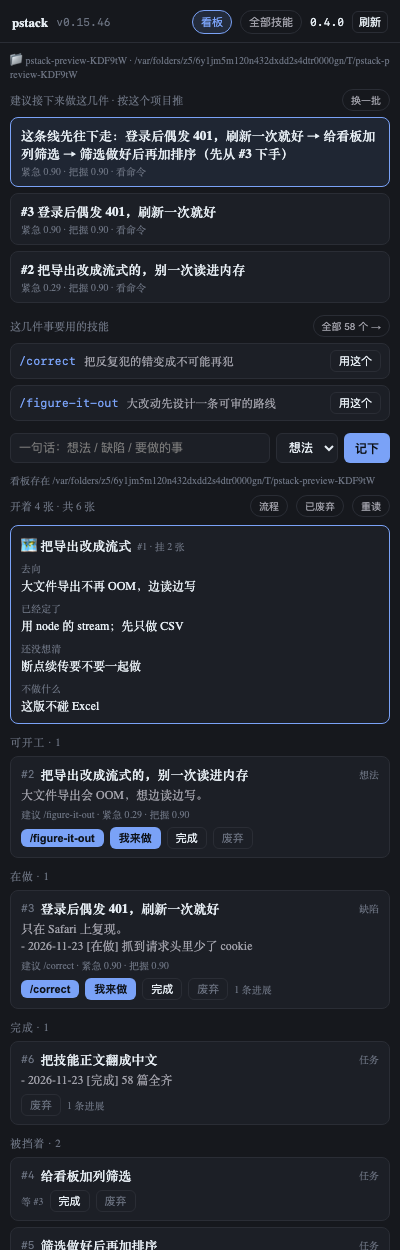 pstack v0.15.46 看板 全部技能 0.4.0 刷新
pstack-preview-KDF9tW · /var/folders/z5/6y1jm5m120n432dxdd2s4dtr0000gn/T/pstack-p
review-KDF9tW
建议接下来做这几件 · 按这个项目推 换一批
这条线先往下走：登录后偶发 401，刷新一次就好 → 给看板加
列筛选 → 筛选做好后再加排序（先从 #3 下手）
紧急 0.90 · 把握 0.90 · 看命令
#3 登录后偶发 401，刷新一次就好
紧急 0.90 · 把握 0.90 · 看命令
#2 把导出改成流式的，别一次读进内存
紧急 0.29 · 把握 0.90 · 看命令
这几件事要用的技能 全部 58 个 →
/correct 把反复犯的错变成不可能再犯 用这个
/figure-it-out 大改动先设计一条可审的路线 用这个
一句话：想法 / 缺陷 / 要做的事 想法 记下
看板存在 /var/folders/z5/6y1jm5m120n432dxdd2s4dtr0000gn/T/pstack-preview-KDF9tW
开着 4 张 · 共 6 张 流程 已废弃 重读
把导出改成流式 #1 · 挂 2 张
去向
大文件导出不再 OOM，边读边写
已经定了
用 node 的 stream；先只做 CSV
还没想清
断点续传要不要一起做
不做什么
这版不碰 Excel
可开工 · 1
#2 把导出改成流式的，别一次读进内存 想法
大文件导出会 OOM，想边读边写。
建议 /figure-it-out · 紧急 0.29 · 把握 0.90
/figure-it-out 我来做 完成 废弃
在做 · 1
#3 登录后偶发 401，刷新一次就好 缺陷
只在 Safari 上复现。
- 2026-11-23 [在做] 抓到请求头里少了 cookie
建议 /correct · 紧急 0.90 · 把握 0.90
/correct 我来做 完成 废弃 1 条进展
完成 · 1
#6 把技能正文翻成中文 任务
- 2026-11-23 [完成] 58 篇全齐
废弃 1 条进展
被挡着 · 2
#4 给看板加列筛选 任务
等 #3 完成 废弃
#5 筛选做好后再加排序 任务